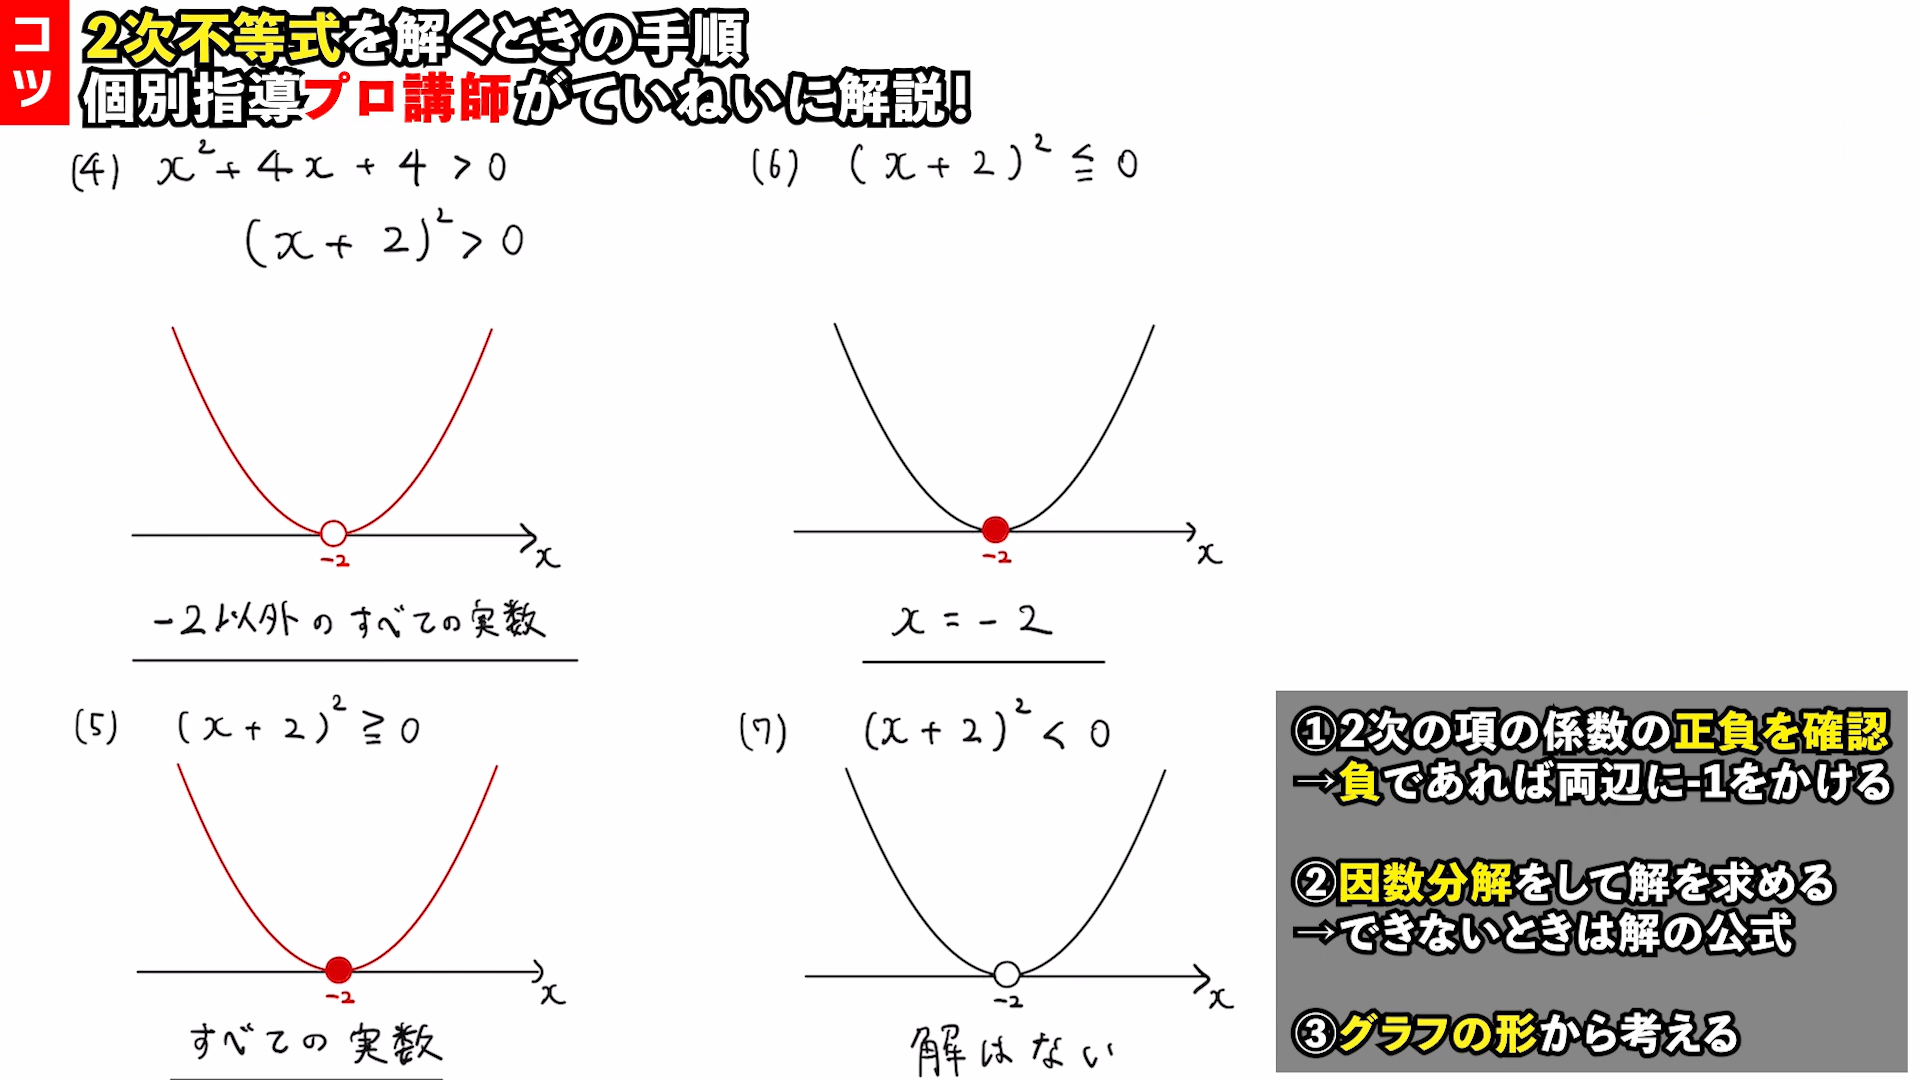 コツ
2次不等式を解くときの手順
個別指導プロ講師がていねいに解説!
(4) x²+4x+4>0
(x+2)²>0
-2
x
-2以外のすべての実数
(5) (x+2)²≧0
-2
x
すべての実数
(6) (x+2)²≦0
-2
x
x=-2
(7) (x+2)²<0
-2
x
解はない
①2次の項の係数の正負を確認
→負であれば両辺に-1をかける
②因数分解をして解を求める
→できないときは解の公式
③グラフの形から考える